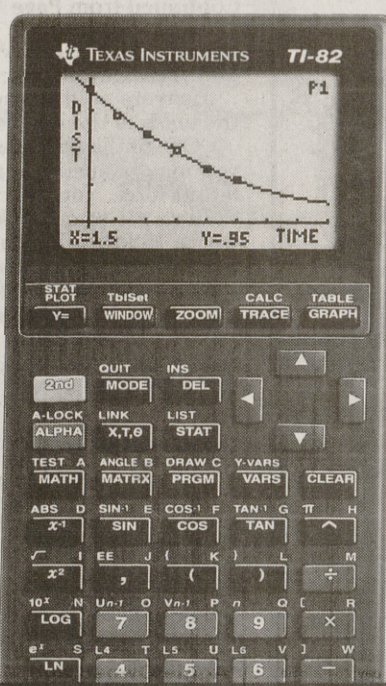 TEXAS INSTRUMENTS TI-82
P1
DIST
X=1.5 Y=.95 TIME
STAT PLOT TblSet CALC TABLE
Y= WINDOW ZOOM TRACE GRAPH
QUIT INS
2nd MODE DEL
A-LOCK LINK LIST
ALPHA X,T,θ STAT
TEST A ANGLE B DRAW C Y-VARS
MATH MATRX PRGM VARS CLEAR
ABS D SIN-1 E COS-1 F TAN-1 G π H
x-1 SIN COS TAN ^
√ I EE J ( K ) L M
x² , ( ) ÷
10ˣ N Un-1 O Vn-1 P n Q [ R
LOG 7 8 9 ×
eˣ S L4 T L5 U L6 V ] W
LN 4 5 6 −